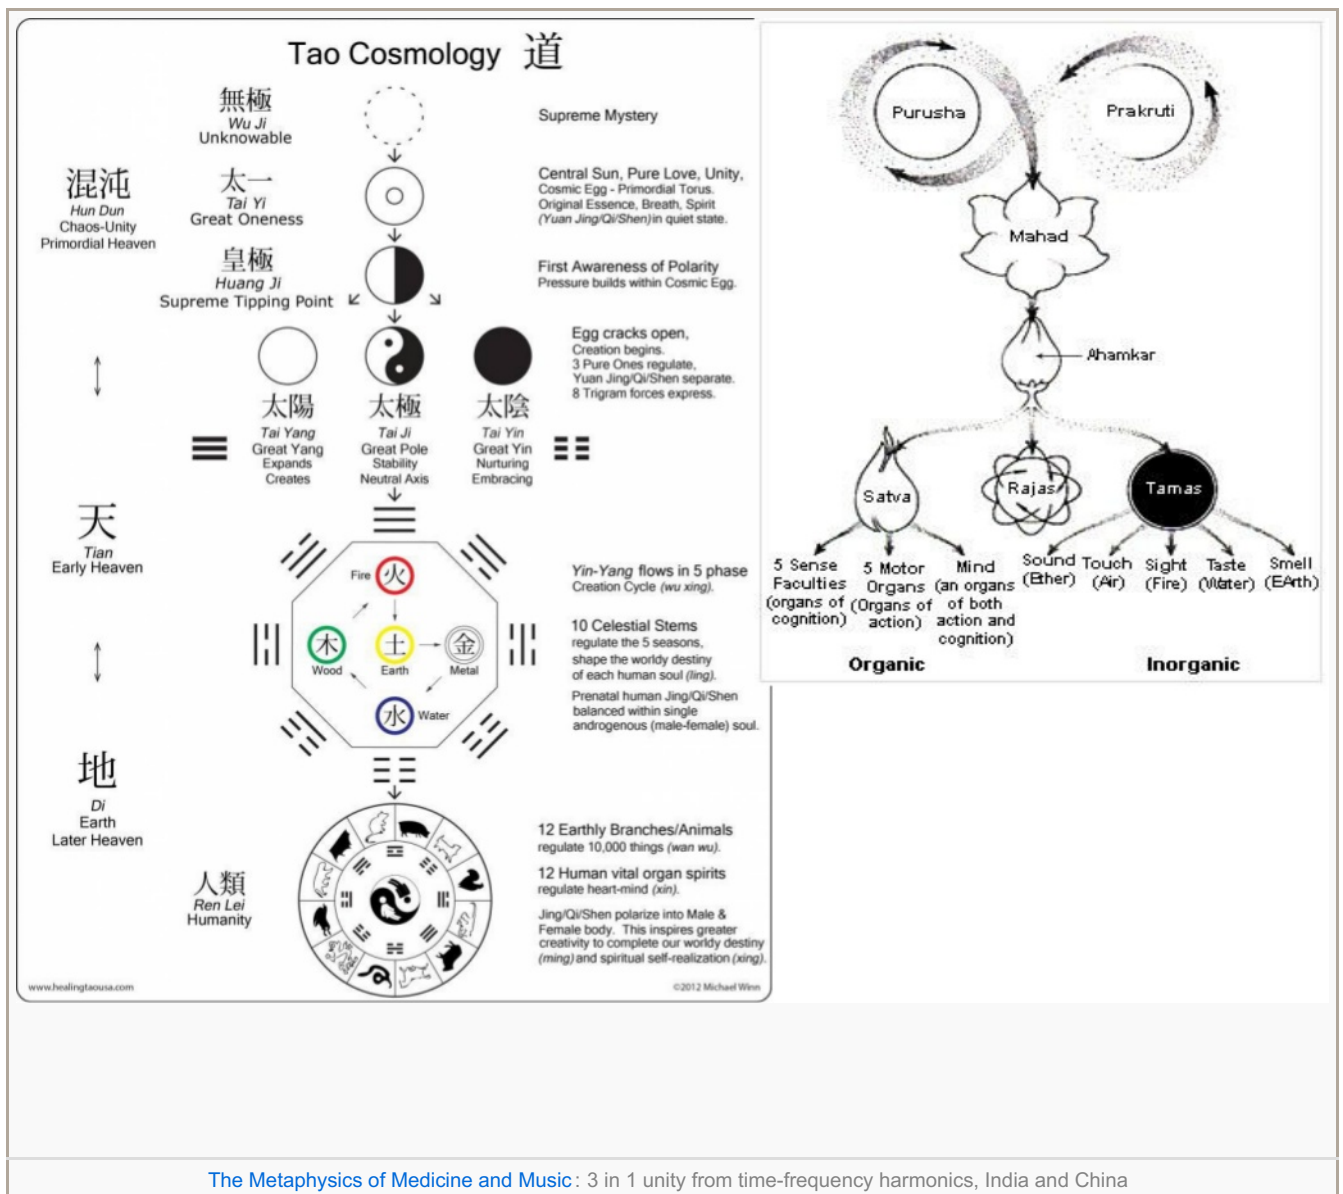 Tao Cosmology 道
無極
Wu Ji
Unknowable
Supreme Mystery
混沌
Hun Dun
Chaos-Unity
Primordial Heaven
太一
Tai Yi
Great Oneness
Central Sun, Pure Love, Unity,
Cosmic Egg - Primordial Torus.
Original Essence, Breath, Spirit
(Yuan Jing/Qi/Shen) in quiet state.
皇極
Huang Ji
Supreme Tipping Point
First Awareness of Polarity
Pressure builds within Cosmic Egg.
Egg cracks open,
Creation begins.
3 Pure Ones regulate,
Yuan Jing/Qi/Shen separate.
8 Trigram forces express.
太陽
Tai Yang
Great Yang
Expands
Creates
太極
Tai Ji
Great Pole
Stability
Neutral Axis
太陰
Tai Yin
Great Yin
Nurturing
Embracing
天
Tian
Early Heaven
Fire 火
木
Wood
土
Earth
金
Metal
水 Water
Yin-Yang flows in 5 phase
Creation Cycle (wu xing).
10 Celestial Stems
regulate the 5 seasons,
shape the worldy destiny
of each human soul (ling).
Prenatal human Jing/Qi/Shen
balanced within single
androgenous (male-female) soul.
地
Di
Earth
Later Heaven
人類
Ren Lei
Humanity
12 Earthly Branches/Animals
regulate 10,000 things (wan wu).
12 Human vital organ spirits
regulate heart-mind (xin).
Jing/Qi/Shen polarize into Male &
Female body. This inspires greater
creativity to complete our worldy destiny
(ming) and spiritual self-realization (xing).
www.healingtaousa.com
©2012 Michael Winn
Purusha
Prakruti
Mahad
Ahamkar
Satva
Rajas
Tamas
5 Sense
Faculties
(organs of
cognition)
5 Motor
Organs
(Organs of
action)
Mind
(an organs
of both
action and
cognition)
Sound
(Ether)
Touch
(Air)
Sight
(Fire)
Taste
(Water)
Smell
(EArth)
Organic
Inorganic
The Metaphysics of Medicine and Music: 3 in 1 unity from time-frequency harmonics, India and China